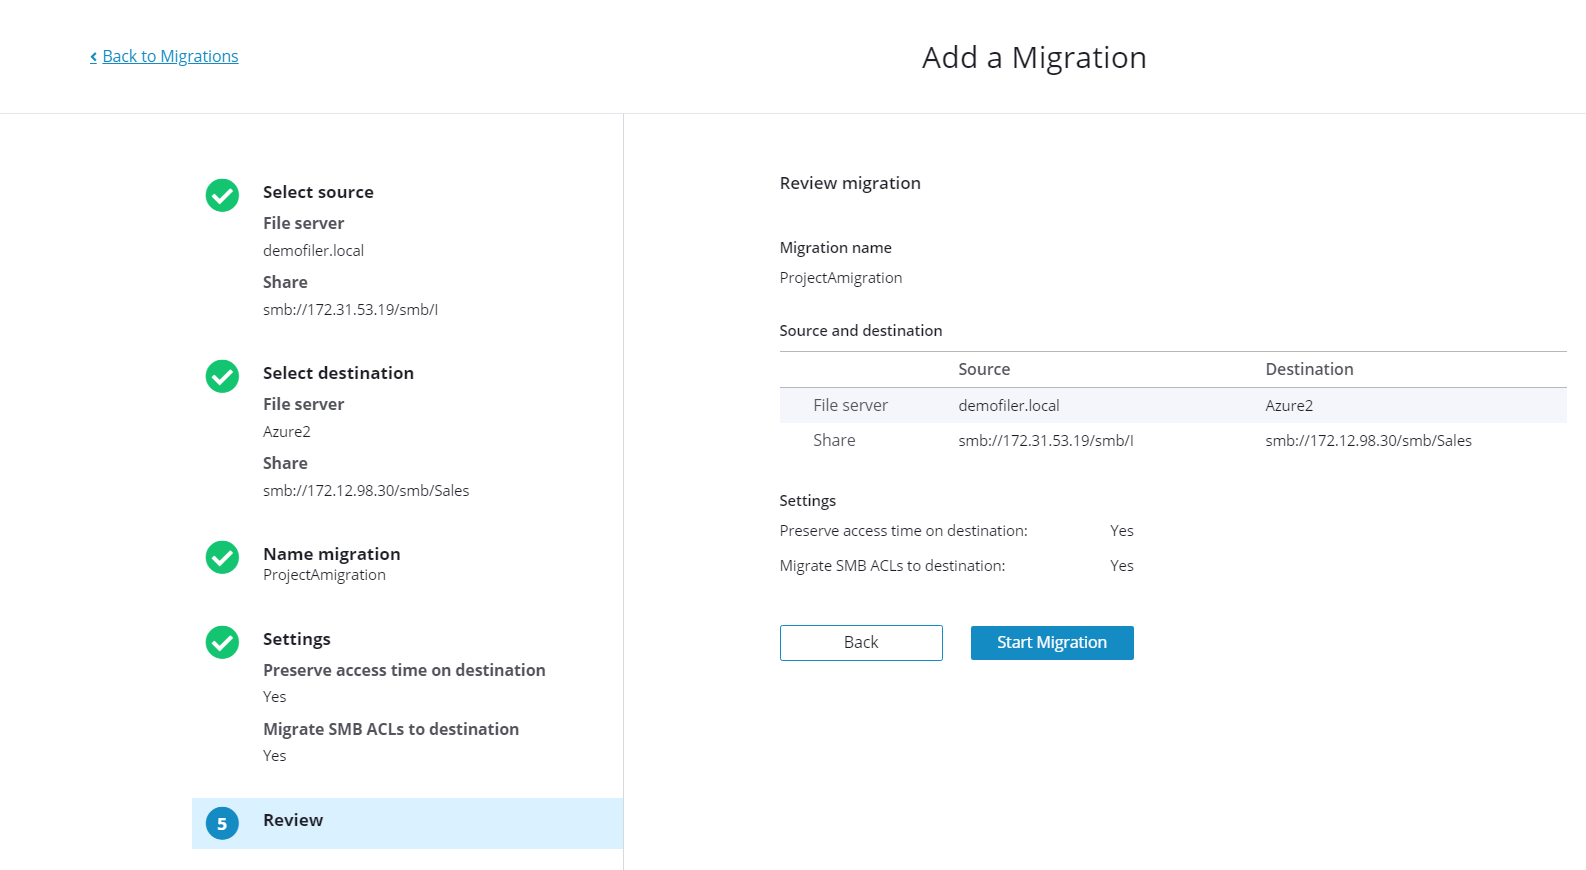 Back to Migrations
Add a Migration
Select source
File server
demofiler.local
Share
smb://172.31.53.19/smb/I
Select destination
File server
Azure2
Share
smb://172.12.98.30/smb/Sales
Name migration
ProjectAmigration
Settings
Preserve access time on destination
Yes
Migrate SMB ACLs to destination
Yes
5 Review
Review migration
Migration name
ProjectAmigration
Source and destination
Source Destination
File server demofiler.local Azure2
Share smb://172.31.53.19/smb/I smb://172.12.98.30/smb/Sales
Settings
Preserve access time on destination: Yes
Migrate SMB ACLs to destination: Yes
Back Start Migration